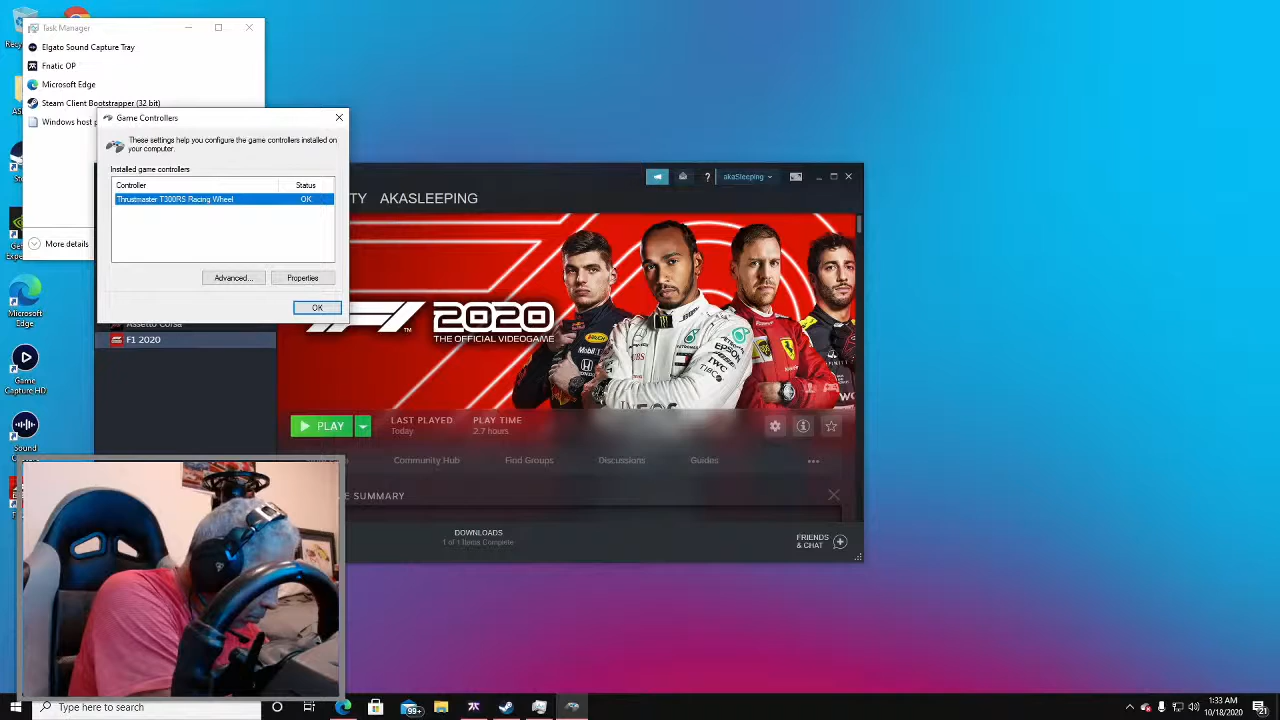 Task Manager
Elgato Sound Capture Tray
Fnatic OP
Microsoft Edge
Steam Client Bootstrapper (32 bit)
Windows host
More details
Game Controllers
These settings help you configure the game controllers installed on
your computer.
Installed game controllers
Controller Status
Thrustmaster T300RS Racing Wheel OK
Advanced... Properties
OK
AKASLEEPING
? akaSleeping
Assetto Corsa
F1 2020
F1 2020
THE OFFICIAL VIDEOGAME
PLAY
LAST PLAYED
Today
PLAY TIME
2.7 hours
Community Hub Find Groups Discussions Guides
SUMMARY
DOWNLOADS
1 of 1 Items Complete
FRIENDS
& CHAT
Microsoft
Edge
Game
Capture HD
Sound
Type here to search
99+
1:33 AM
10/18/2020